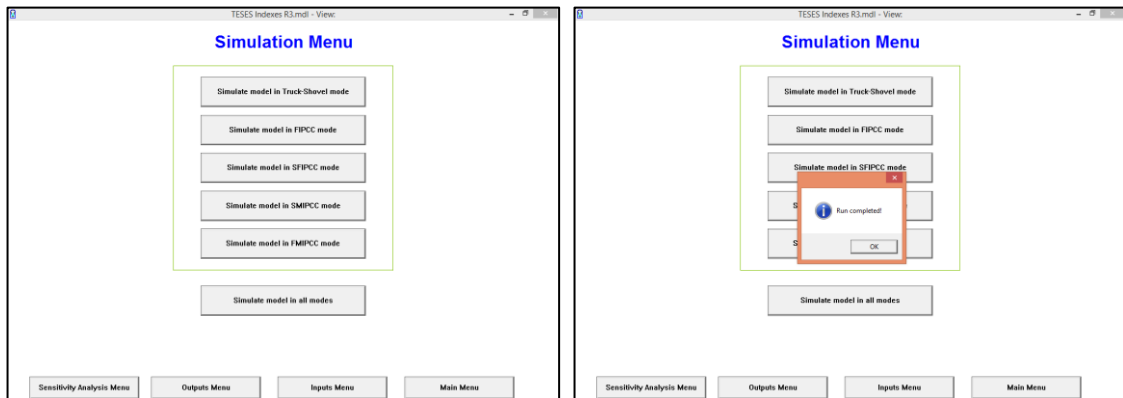 TESES Indexes R3.mdl - View:
Simulation Menu
Simulate model in Truck-Shovel mode
Simulate model in FIPCC mode
Simulate model in SFIPCC mode
Simulate model in SMIPCC mode
Simulate model in FMIPCC mode
Simulate model in all modes
Sensitivity Analysis Menu Outputs Menu Inputs Menu Main Menu
TESES Indexes R3.mdl - View:
Simulation Menu
Simulate model in Truck-Shovel mode
Simulate model in FIPCC mode
Simulate model in SFIPCC mode
Run completed!
OK
Simulate model in all modes
Sensitivity Analysis Menu Outputs Menu Inputs Menu Main Menu